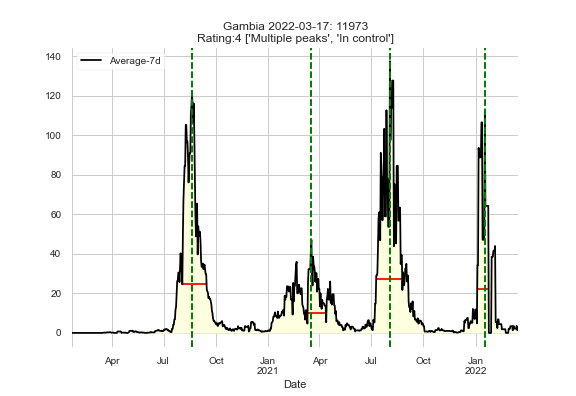 Gambia 2022-03-17: 11973
Rating:4 ['Multiple peaks', 'In control']
Average-7d
140
120
100
80
60
40
20
0
Apr Jul Oct Jan Apr Jul Oct Jan
2021 2022
Date